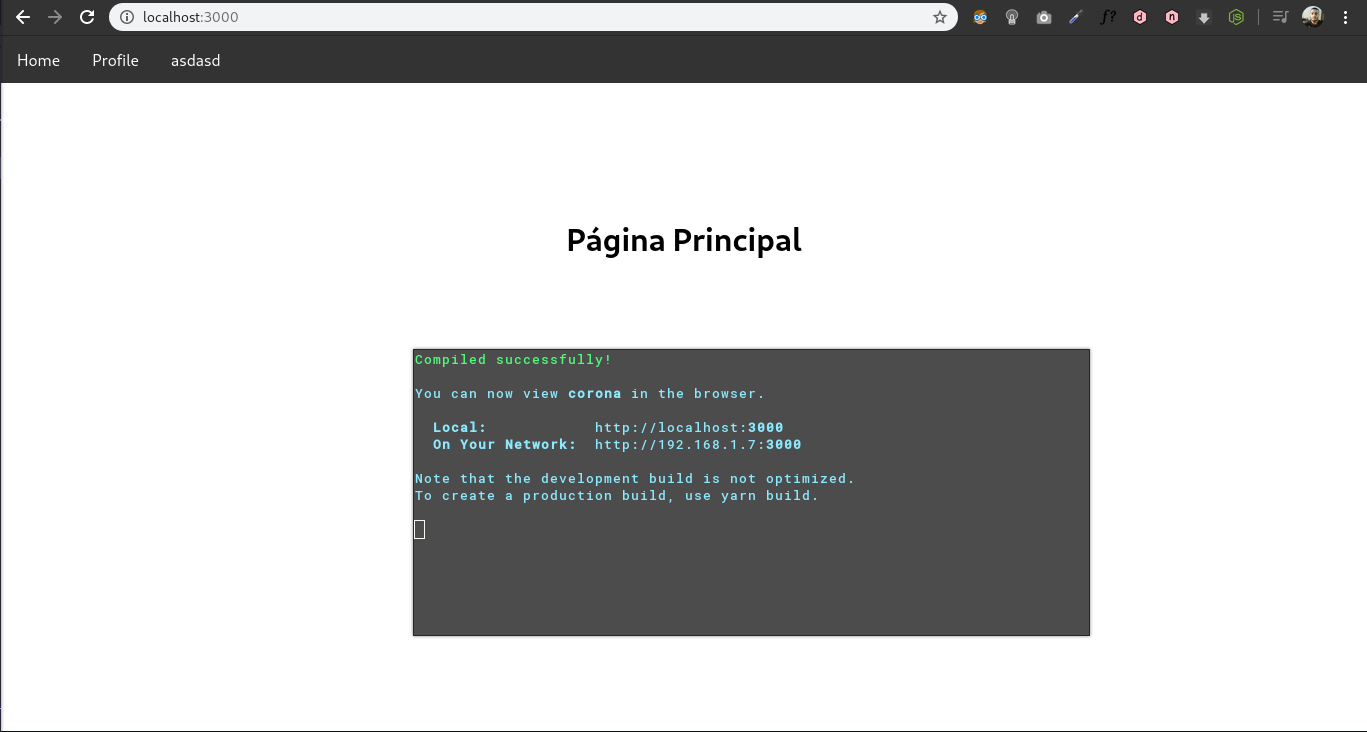 localhost:3000
f?
d
n
JS
Home Profile asdasd
Página Principal
Compiled successfully!
You can now view corona in the browser.
Local: http://localhost:3000
On Your Network: http://192.168.1.7:3000
Note that the development build is not optimized.
To create a production build, use yarn build.